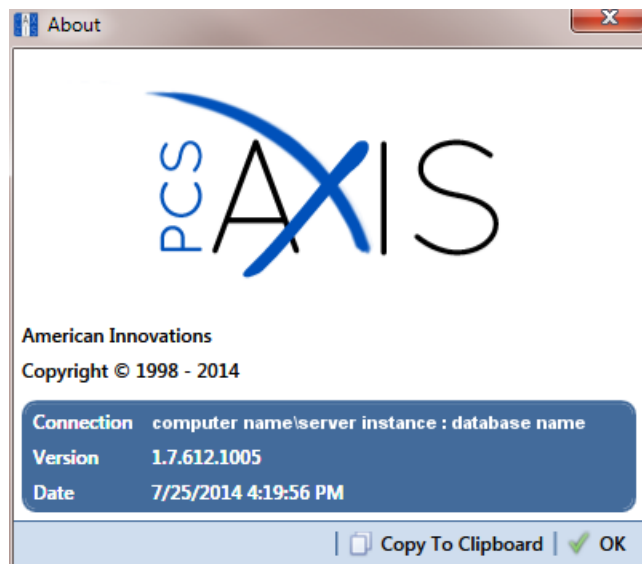 About
PCS AXIS
American Innovations
Copyright © 1998 - 2014
Connection computer name\server instance : database name
Version 1.7.612.1005
Date 7/25/2014 4:19:56 PM
Copy To Clipboard OK